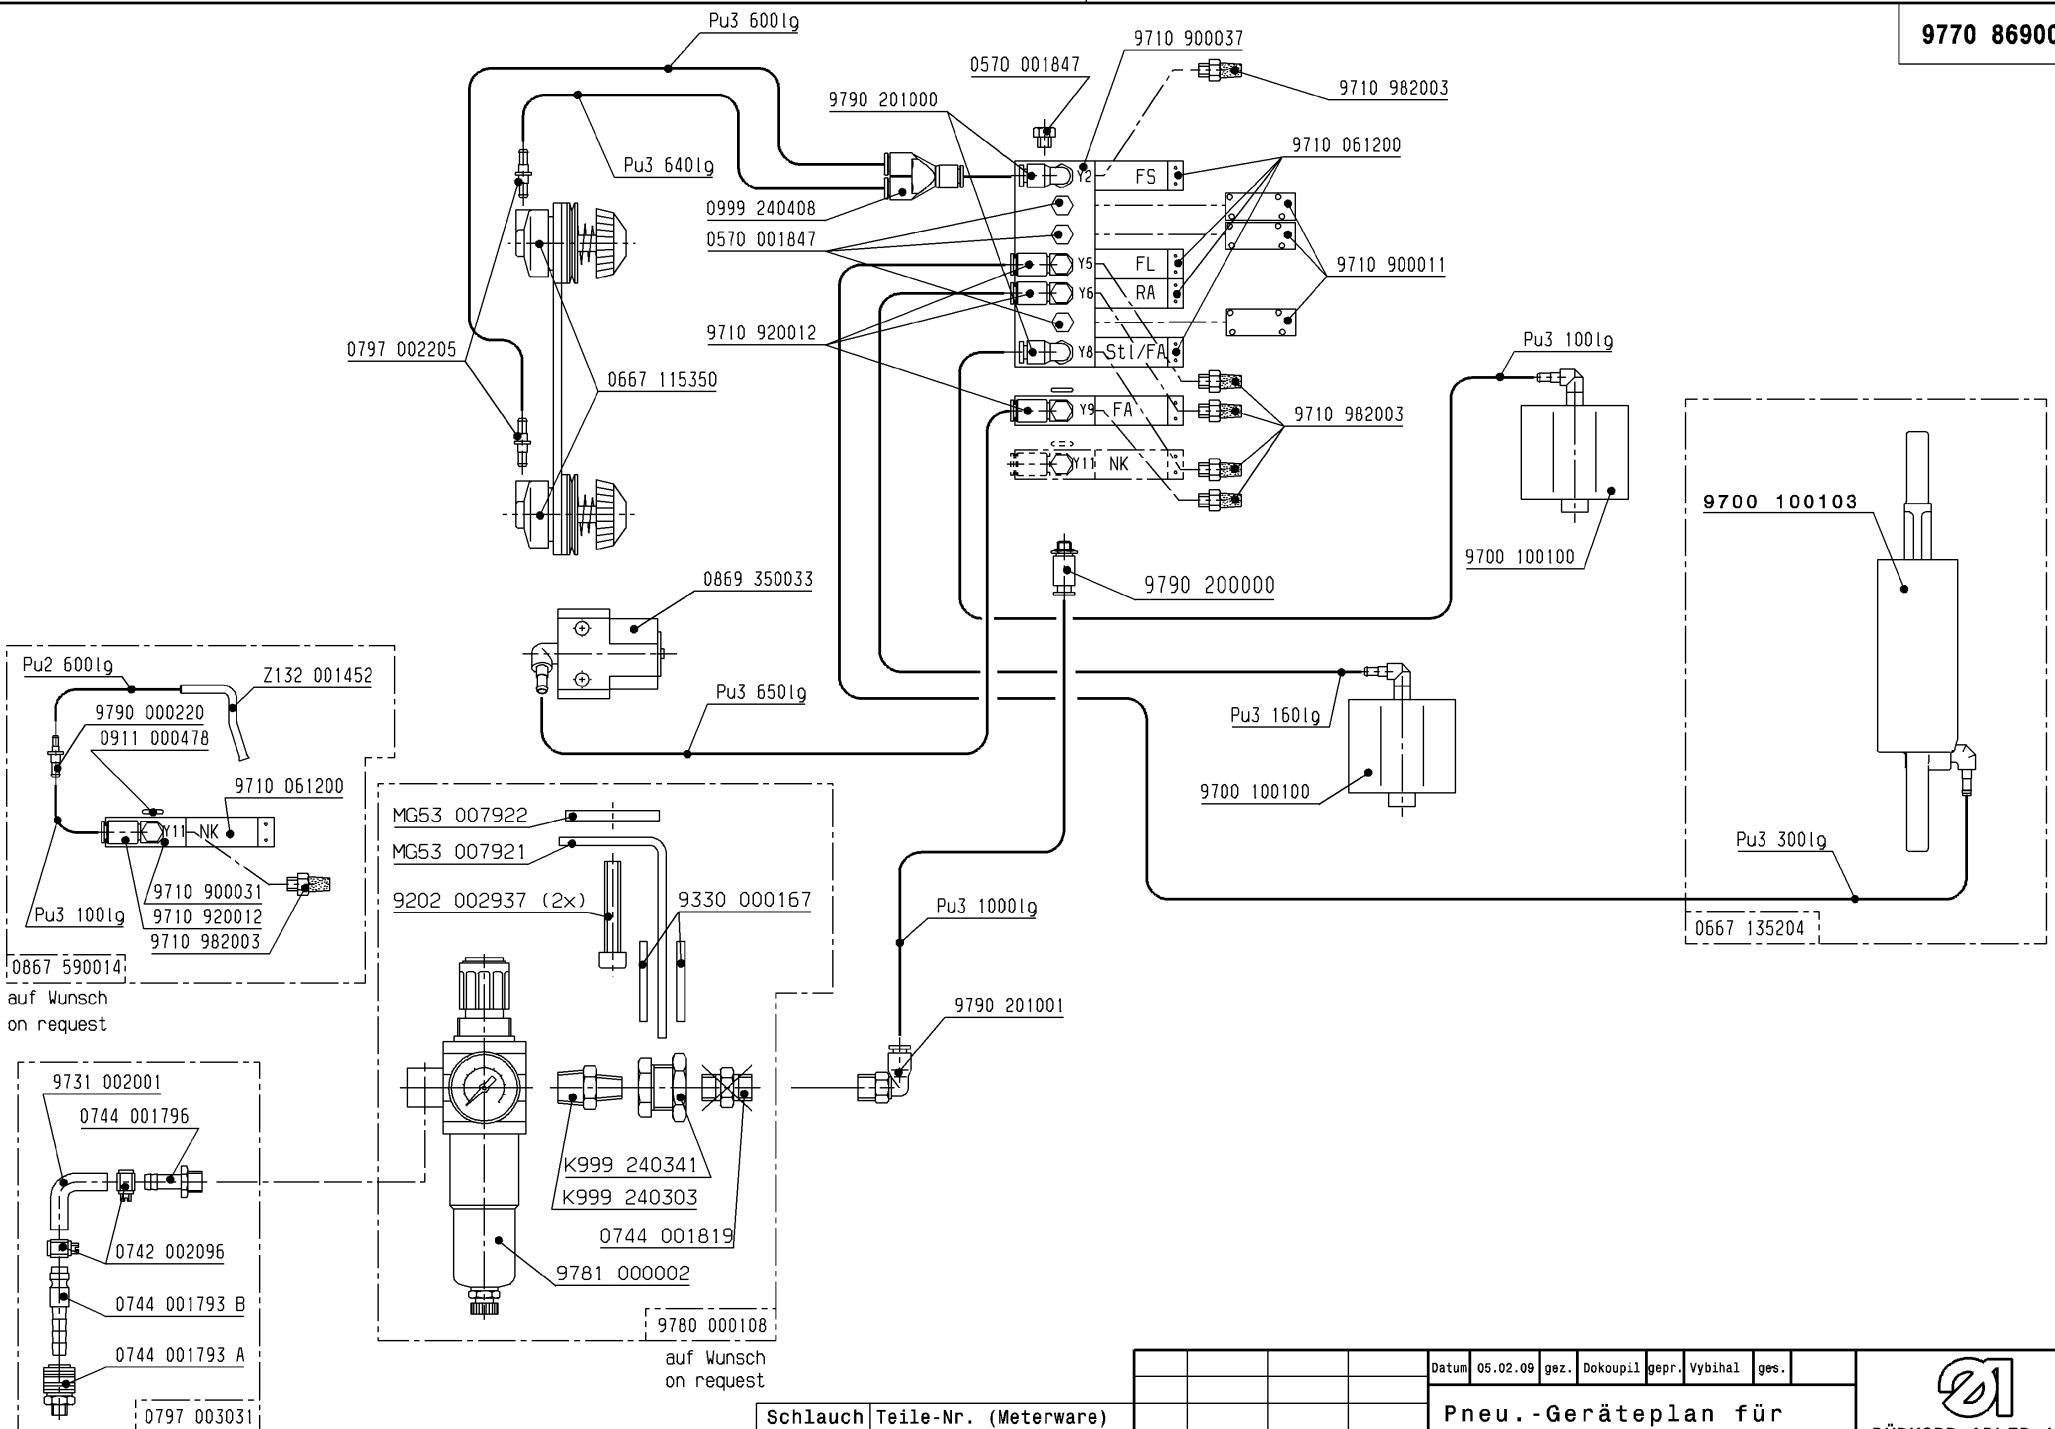 Pu3 600lg
9710 900037
9770 86900
0570 001847
9710 982003
9790 201000
9710 061200
Pu3 640lg
Y2
FS
0999 240408
0570 001847
Y5
FL
9710 900011
Y6
RA
9710 920012
0797 002205
Y8
Stl/FA
Pu3 100lg
0667 115350
Y9
FA
9710 982003
Y11
NK
9700 100103
9700 100100
0869 350033
9790 200000
Pu2 600lg
Z132 001452
Pu3 650lg
9790 000220
Pu3 160lg
0911 000478
9710 061200
9700 100100
MG53 007922
Y11
NK
MG53 007921
Pu3 300lg
9710 900031
9202 002937 (2x)
9330 000167
Pu3 100lg
9710 920012
Pu3 1000lg
9710 982003
0667 135204
0867 590014
auf Wunsch
on request
9790 201001
9731 002001
0744 001796
K999 240341
K999 240303
0744 001819
0742 002096
9781 000002
0744 001793 B
9780 000108
0744 001793 A
auf Wunsch
on request
0797 003031
Datum 05.02.09 gez. Dokoupil gepr. Vybihal ges.
Schlauch Teile-Nr. (Meterware)
Pneu.-Geräteplan für